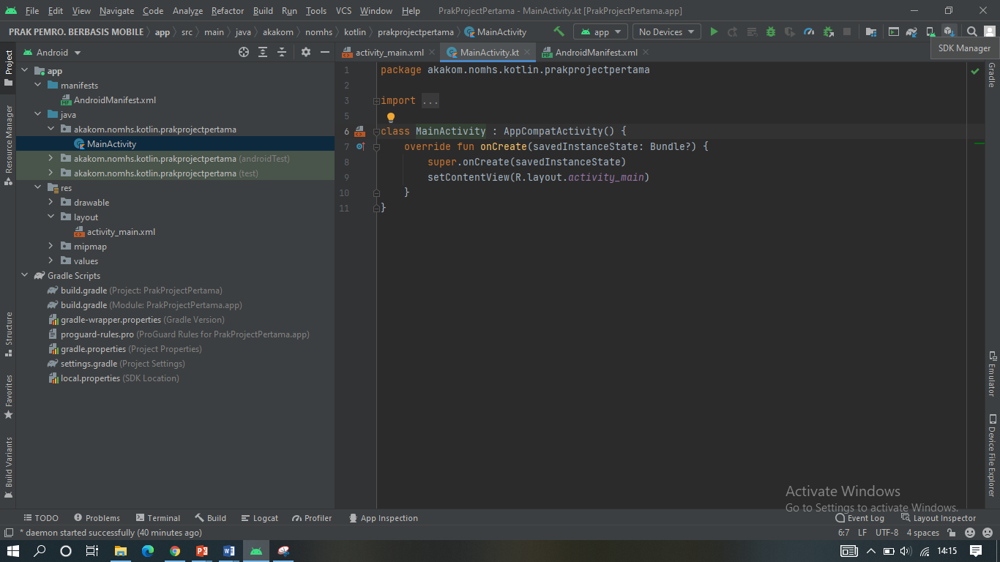 File Edit View Navigate Code Analyze Refactor Build Run Tools VCS Window Help PrakProjectPertama - MainActivity.kt [PrakProjectPertama.app]
PRAK PEMRO. BERBASIS MOBILE app src main java akakom nomhs kotlin prakprojectpertama MainActivity app No Devices
SDK Manager
Project
Resource Manager
Structure
Favorites
Build Variants
Android
app
manifests
AndroidManifest.xml
java
akakom.nomhs.kotlin.prakprojectpertama
MainActivity
akakom.nomhs.kotlin.prakprojectpertama (androidTest)
akakom.nomhs.kotlin.prakprojectpertama (test)
res
drawable
layout
activity_main.xml
mipmap
values
Gradle Scripts
build.gradle (Project: PrakProjectPertama)
build.gradle (Module: PrakProjectPertama.app)
gradle-wrapper.properties (Gradle Version)
proguard-rules.pro (ProGuard Rules for PrakProjectPertama.app)
gradle.properties (Project Properties)
settings.gradle (Project Settings)
local.properties (SDK Location)
activity_main.xml MainActivity.kt AndroidManifest.xml
1 package akakom.nomhs.kotlin.prakprojectpertama
2
3 import ...
5
6 class MainActivity : AppCompatActivity() {
7 override fun onCreate(savedInstanceState: Bundle?) {
8 super.onCreate(savedInstanceState)
9 setContentView(R.layout.activity_main)
10 }
11 }
Gradle
Emulator
Device File Explorer
Activate Windows
Go to Settings to activate Windows.
TODO Problems Terminal Build Logcat Profiler App Inspection Event Log Layout Inspector
* daemon started successfully (40 minutes ago) 6:7 LF UTF-8 4 spaces
14:15